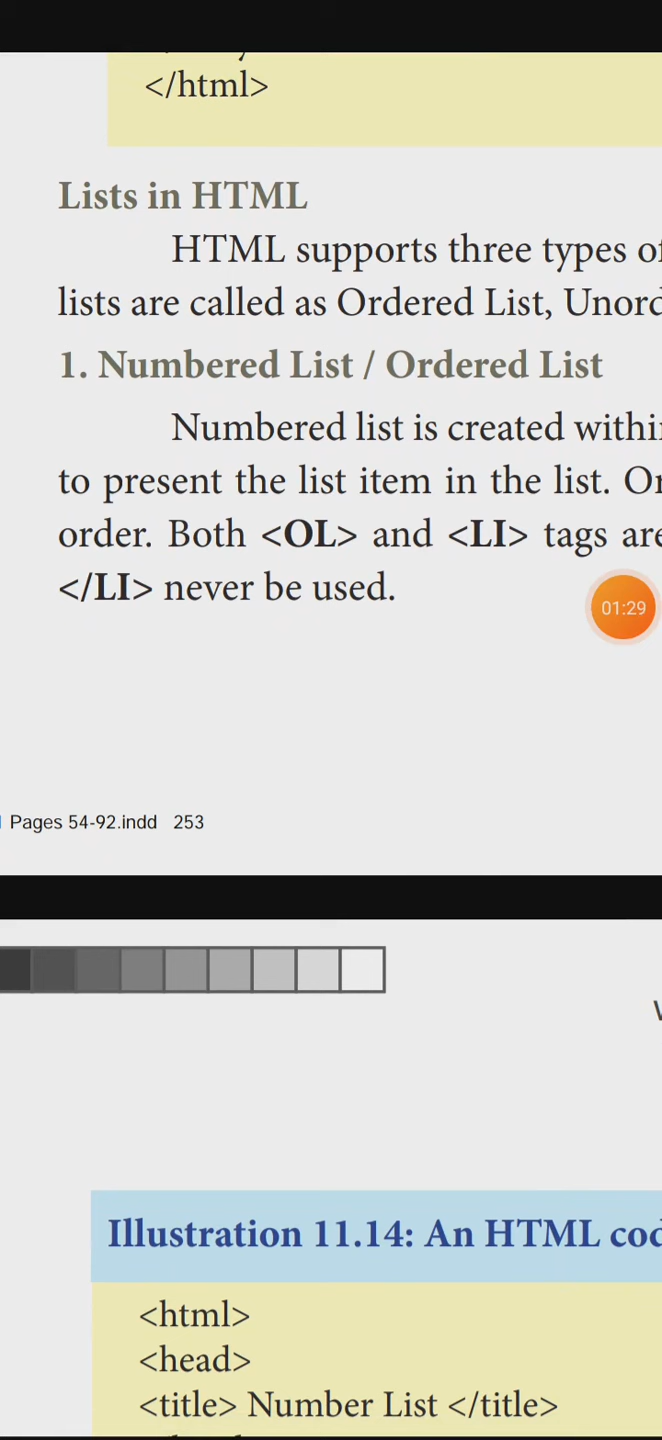 </html>
Lists in HTML
HTML supports three types of
lists are called as Ordered List, Unord
1. Numbered List / Ordered List
Numbered list is created withi
to present the list item in the list. Or
order. Both <OL> and <LI> tags are
</LI> never be used.
01:29
Pages 54-92.indd 253
Illustration 11.14: An HTML cod
<html>
<head>
<title> Number List </title>